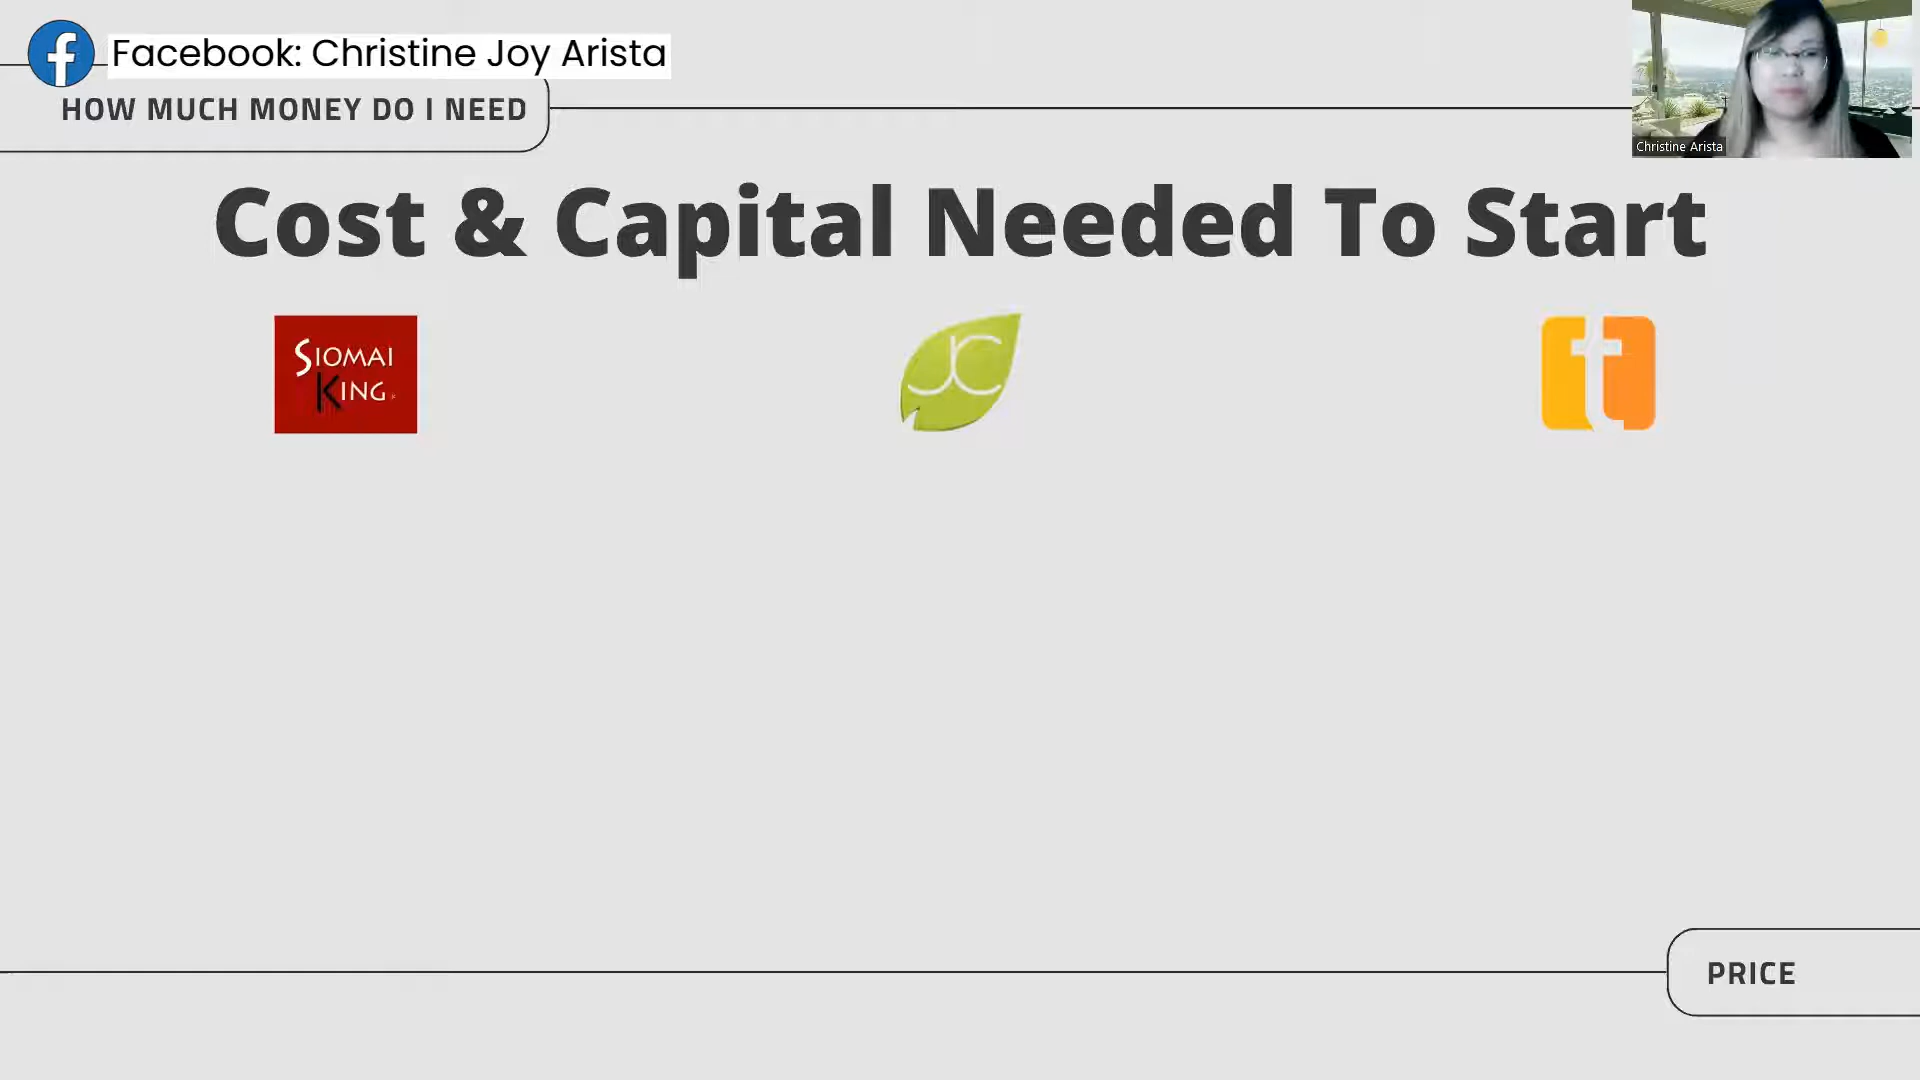 Facebook: Christine Joy Arista
HOW MUCH MONEY DO I NEED
Christine Arista
Cost & Capital Needed To Start
SIOMAI
KING
JC
t
PRICE